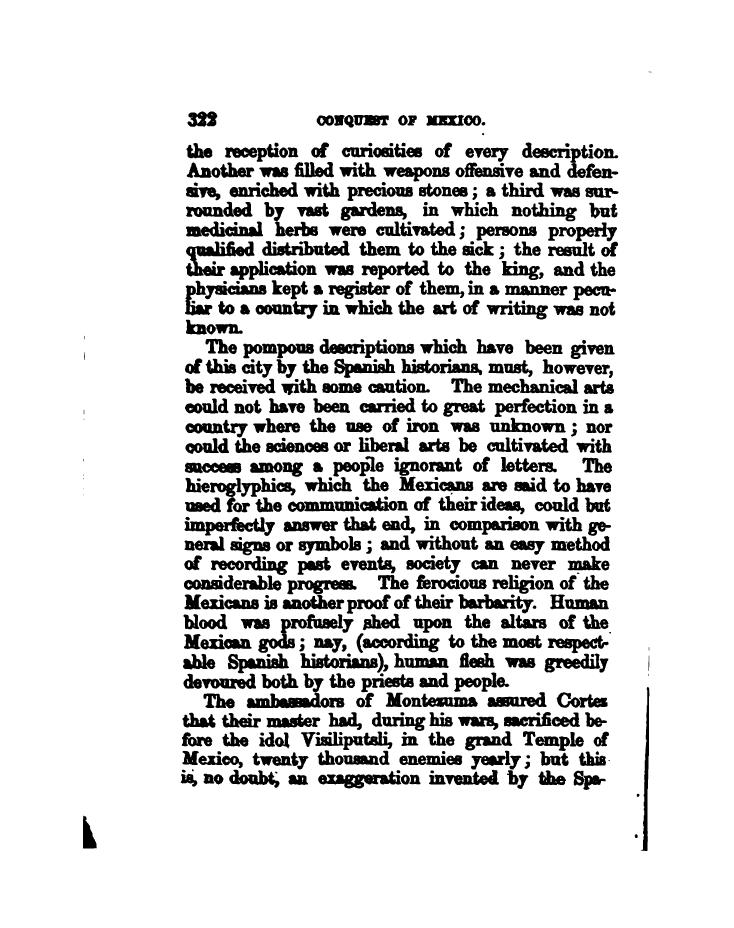 322 CONQUEST OF MEXICO.
the reception of curiosities of every description.
Another was filled with weapons offensive and defen-
sive, enriched with precious stones ; a third was sur-
rounded by vast gardens, in which nothing but
medicinal herbs were cultivated ; persons properly
qualified distributed them to the sick ; the result of
their application was reported to the king, and the
physicians kept a register of them, in a manner pecu-
liar to a country in which the art of writing was not
known.
The pompous descriptions which have been given
of this city by the Spanish historians, must, however,
be received with some caution. The mechanical arts
could not have been carried to great perfection in a
country where the use of iron was unknown ; nor
could the sciences or liberal arts be cultivated with
success among a people ignorant of letters. The
hieroglyphics, which the Mexicans are said to have
used for the communication of their ideas, could but
imperfectly answer that end, in comparison with ge-
neral signs or symbols ; and without an easy method
of recording past events, society can never make
considerable progress. The ferocious religion of the
Mexicans is another proof of their barbarity. Human
blood was profusely shed upon the altars of the
Mexican gods ; nay, (according to the most respect-
able Spanish historians), human flesh was greedily
devoured both by the priests and people.
The ambassadors of Montezuma assured Cortez
that their master had, during his wars, sacrificed be-
fore the idol Visiliputsli, in the grand Temple of
Mexico, twenty thousand enemies yearly ; but this
is, no doubt, an exaggeration invented by the Spa-